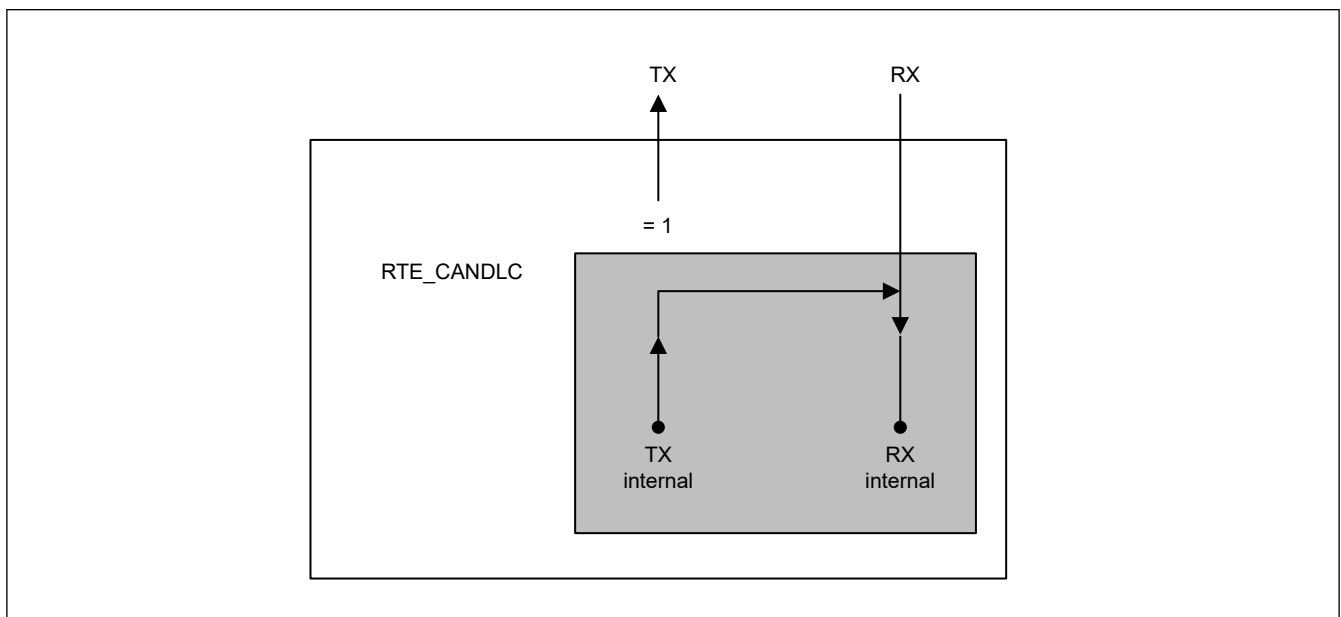 TX
RX
= 1
RTE_CANDLC
TX
internal
RX
internal